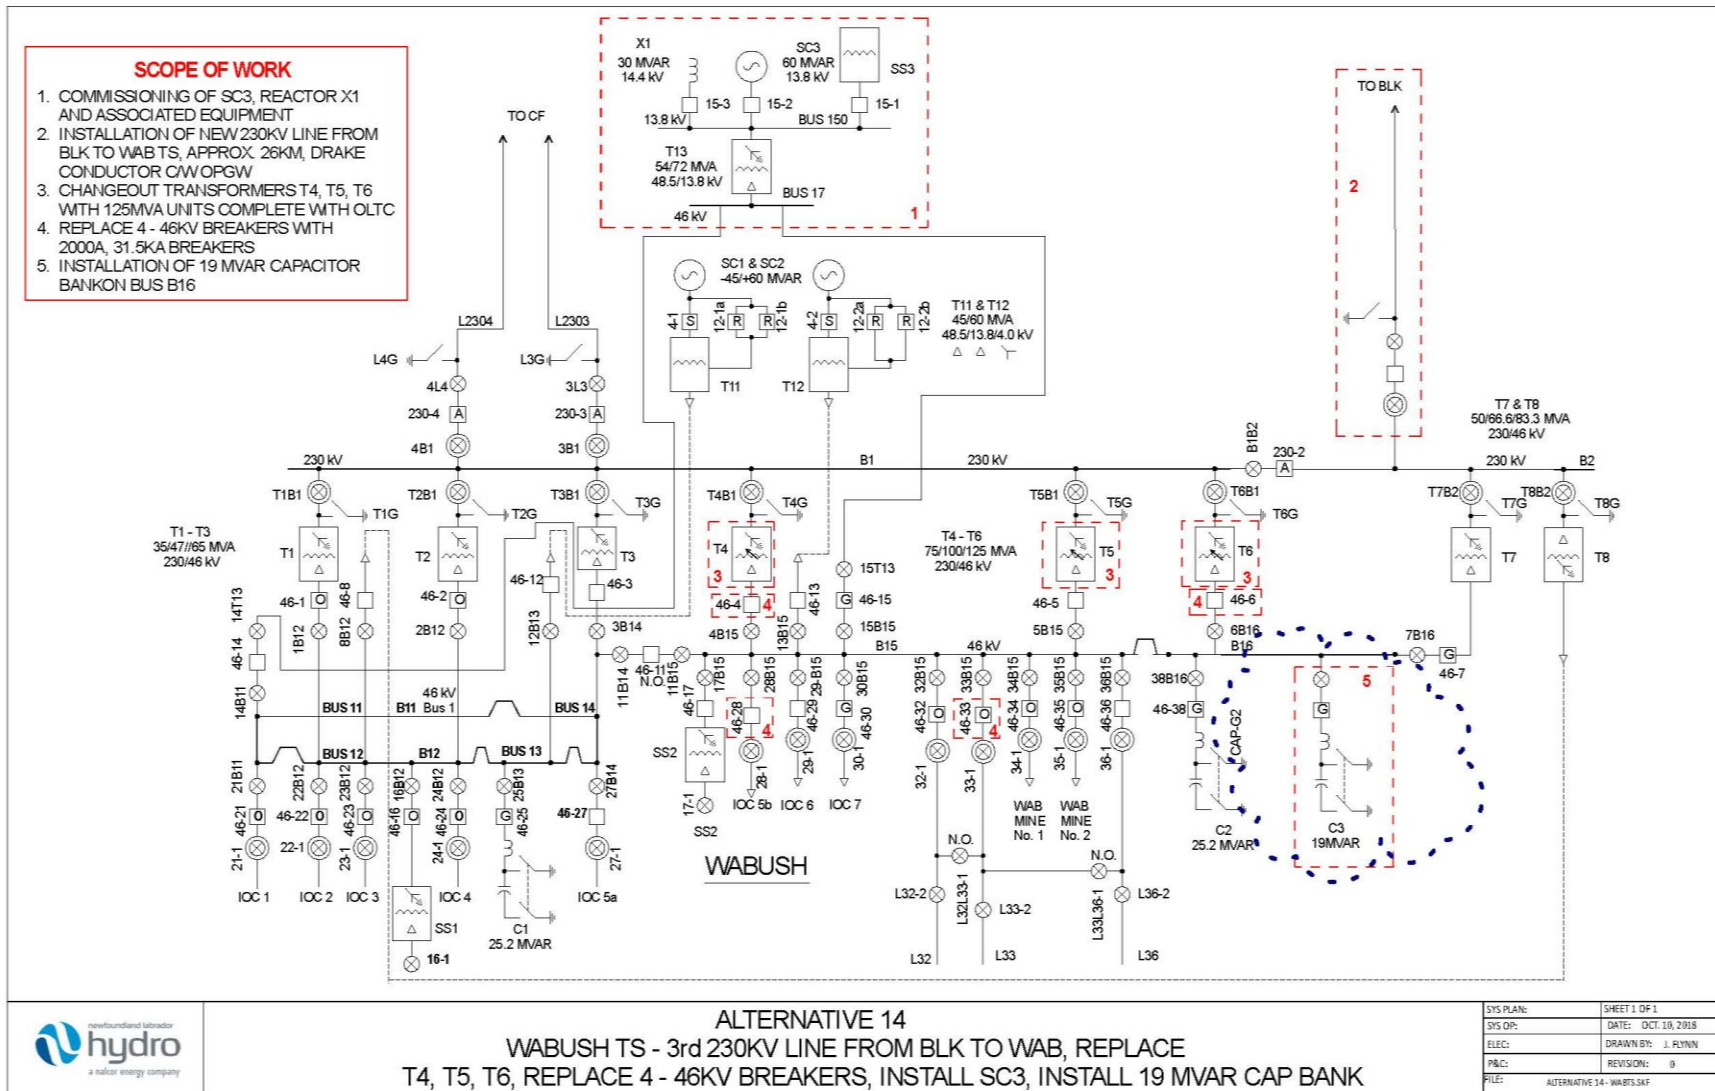 SCOPE OF WORK
1. COMMISSIONING OF SC3, REACTOR X1
AND ASSOCIATED EQUIPMENT
2. INSTALLATION OF NEW 230KV LINE FROM
BLK TO WAB TS, APPROX. 26KM, DRAKE
CONDUCTOR C/W OPGW
3. CHANGEOUT TRANSFORMERS T4, T5, T6
WITH 125MVA UNITS COMPLETE WITH OLTC
4. REPLACE 4 - 46KV BREAKERS WITH
2000A, 31.5KA BREAKERS
5. INSTALLATION OF 19 MVAR CAPACITOR
BANKON BUS B16
X1
30 MVAR
14.4 kV
SC3
60 MVAR
13.8 kV
SS3
15-3
15-2
15-1
13.8 kV
BUS 150
T13
54/72 MVA
48.5/13.8 kV
BUS 17
46 kV
1
TO BLK
2
TO CF
SC1 & SC2
-45/+60 MVAR
4-1
S
12-1a
R
R
12-1b
4-2
S
12-2a
R
R
12-2b
T11 & T12
45/60 MVA
48.5/13.8/4.0 kV
T11
T12
L2304
L2303
L4G
L3G
4L4
3L3
230-4
A
230-3
A
4B1
3B1
T7 & T8
50/66.6/83.3 MVA
230/46 kV
230 kV
B1
230 kV
B1B2
230-2
A
230 kV
B2
T1B1
T1G
T2B1
T2G
T3B1
T3G
T4B1
T4G
T5B1
T5G
T6B1
T6G
T7B2
T7G
T8B2
T8G
T1 - T3
35/47//65 MVA
230/46 kV
T1
T2
T3
T4
3
T4 - T6
75/100/125 MVA
230/46 kV
T5
3
T6
3
T7
T8
46-1
O
46-8
46-2
O
46-12
46-3
46-4
4
46-13
15T13
46-15
G
46-5
4
46-6
14T13
46-14
14B11
1B12
8B12
2B12
12B13
3B14
4B15
13B15
15B15
5B15
6B16
7B16
46-7
G
11B14
46-11
N.O.
11B15
B15
46 kV
B16
46-17
17B15
28B15
29-B15
30B15
32B15
33B15
34B15
35B15
36B15
38B16
46-28
4
46-29
46-30
G
46-32
O
46-33
O
4
46-34
O
46-35
O
46-36
46-38
G
CAP-G2
G
5
BUS 11
B11
46 kV
Bus 1
BUS 14
BUS 12
B12
BUS 13
21B11
22B12
23B12
16B12
24B12
25B13
27B14
46-21
O
46-22
O
46-23
O
46-16
O
46-24
O
G
46-25
46-27
21-1
22-1
23-1
24-1
27-1
IOC 1
IOC 2
IOC 3
IOC 4
IOC 5a
SS1
16-1
C1
25.2 MVAR
SS2
17-1
SS2
28-1
29-1
30-1
IOC 5b
IOC 6
IOC 7
32-1
33-1
34-1
35-1
36-1
WAB
MINE
No. 1
WAB
MINE
No. 2
C2
25.2 MVAR
C3
19MVAR
WABUSH
N.O.
N.O.
L32-2
L32L33-1
L33-2
L33L36-1
L36-2
L32
L33
L36
newfoundland labrador
hydro
a nalcor energy company
ALTERNATIVE 14
WABUSH TS - 3rd 230KV LINE FROM BLK TO WAB, REPLACE
T4, T5, T6, REPLACE 4 - 46KV BREAKERS, INSTALL SC3, INSTALL 19 MVAR CAP BANK
SYS PLAN:
SHEET 1 OF 1
SYS OP:
DATE: OCT. 10, 2018
ELEC:
DRAWN BY: J. FLYNN
P&C:
REVISION: 0
FILE: ALTERNATIVE 14 - WABTS.SKF